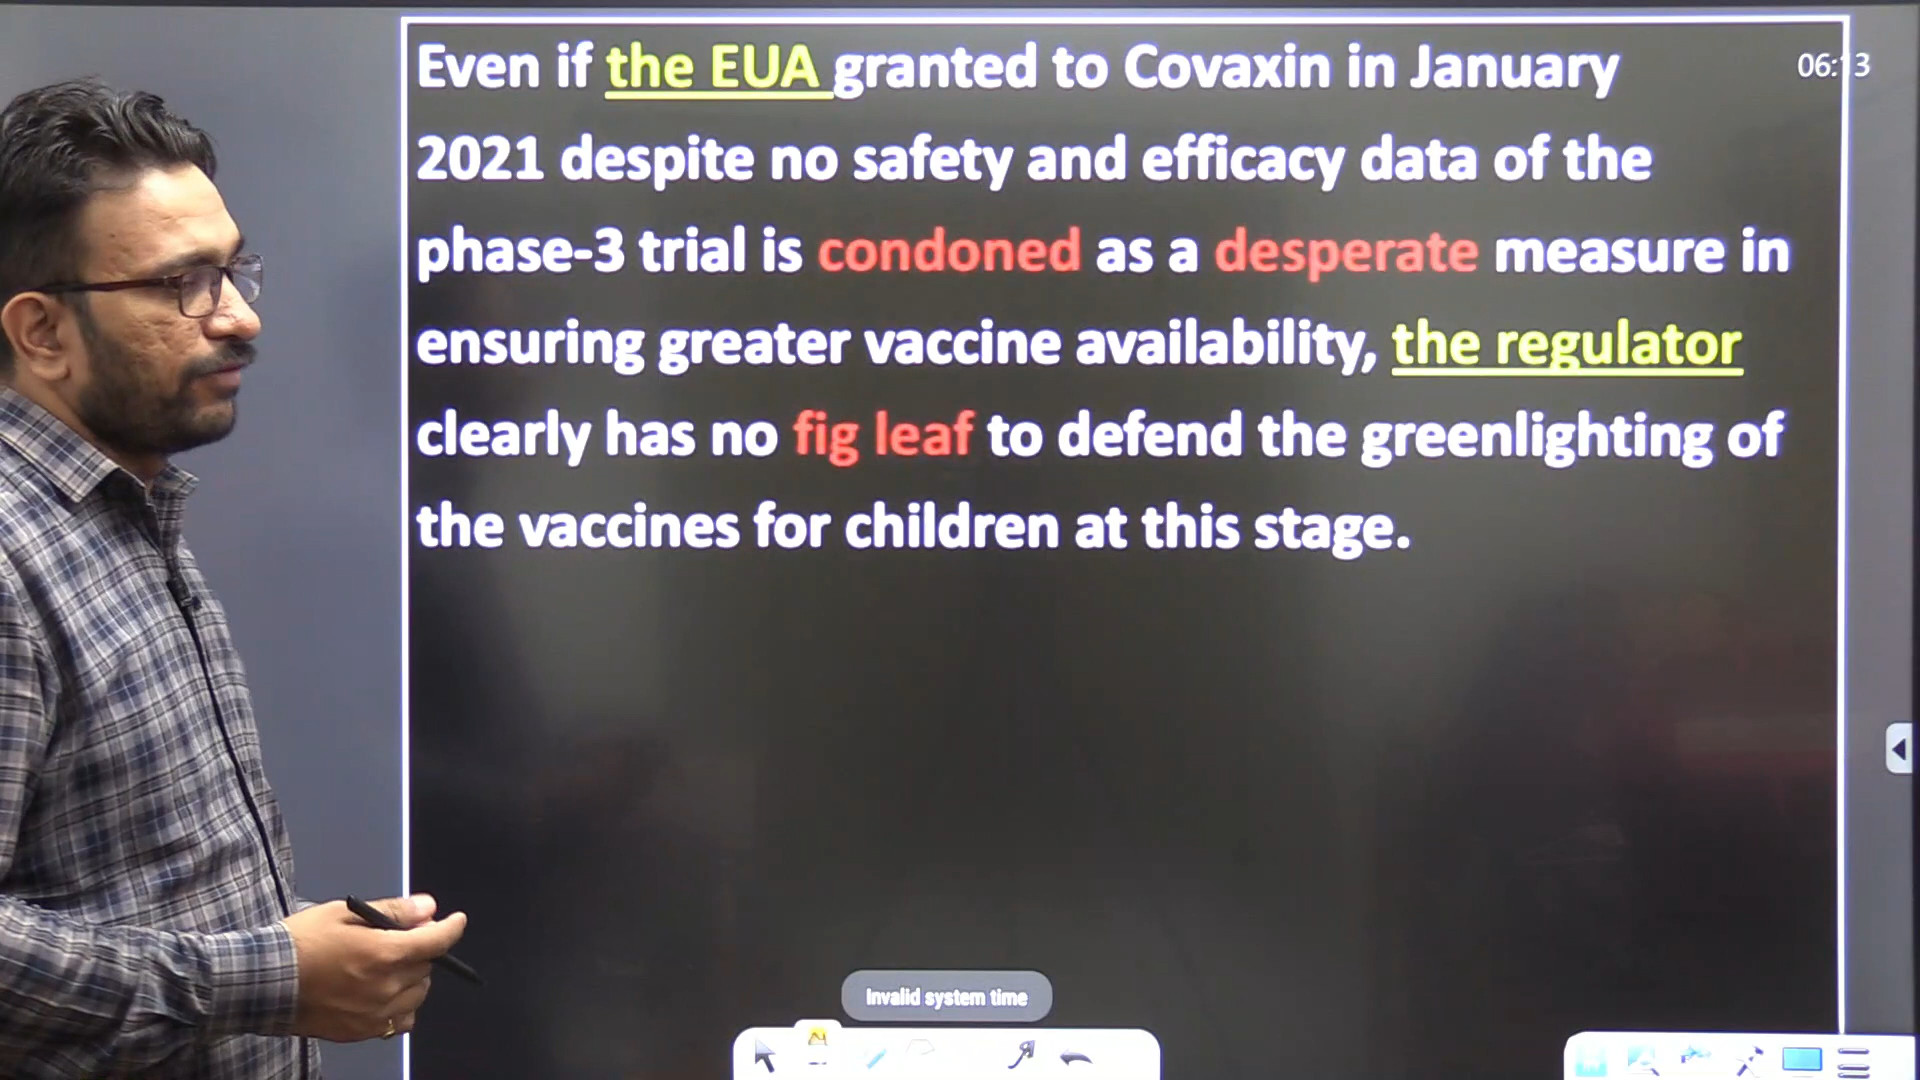 Even if the EUA granted to Covaxin in January
06:13
2021 despite no safety and efficacy data of the
phase-3 trial is condoned as a desperate measure in
ensuring greater vaccine availability, the regulator
clearly has no fig leaf to defend the greenlighting of
the vaccines for children at this stage.
Invalid system time